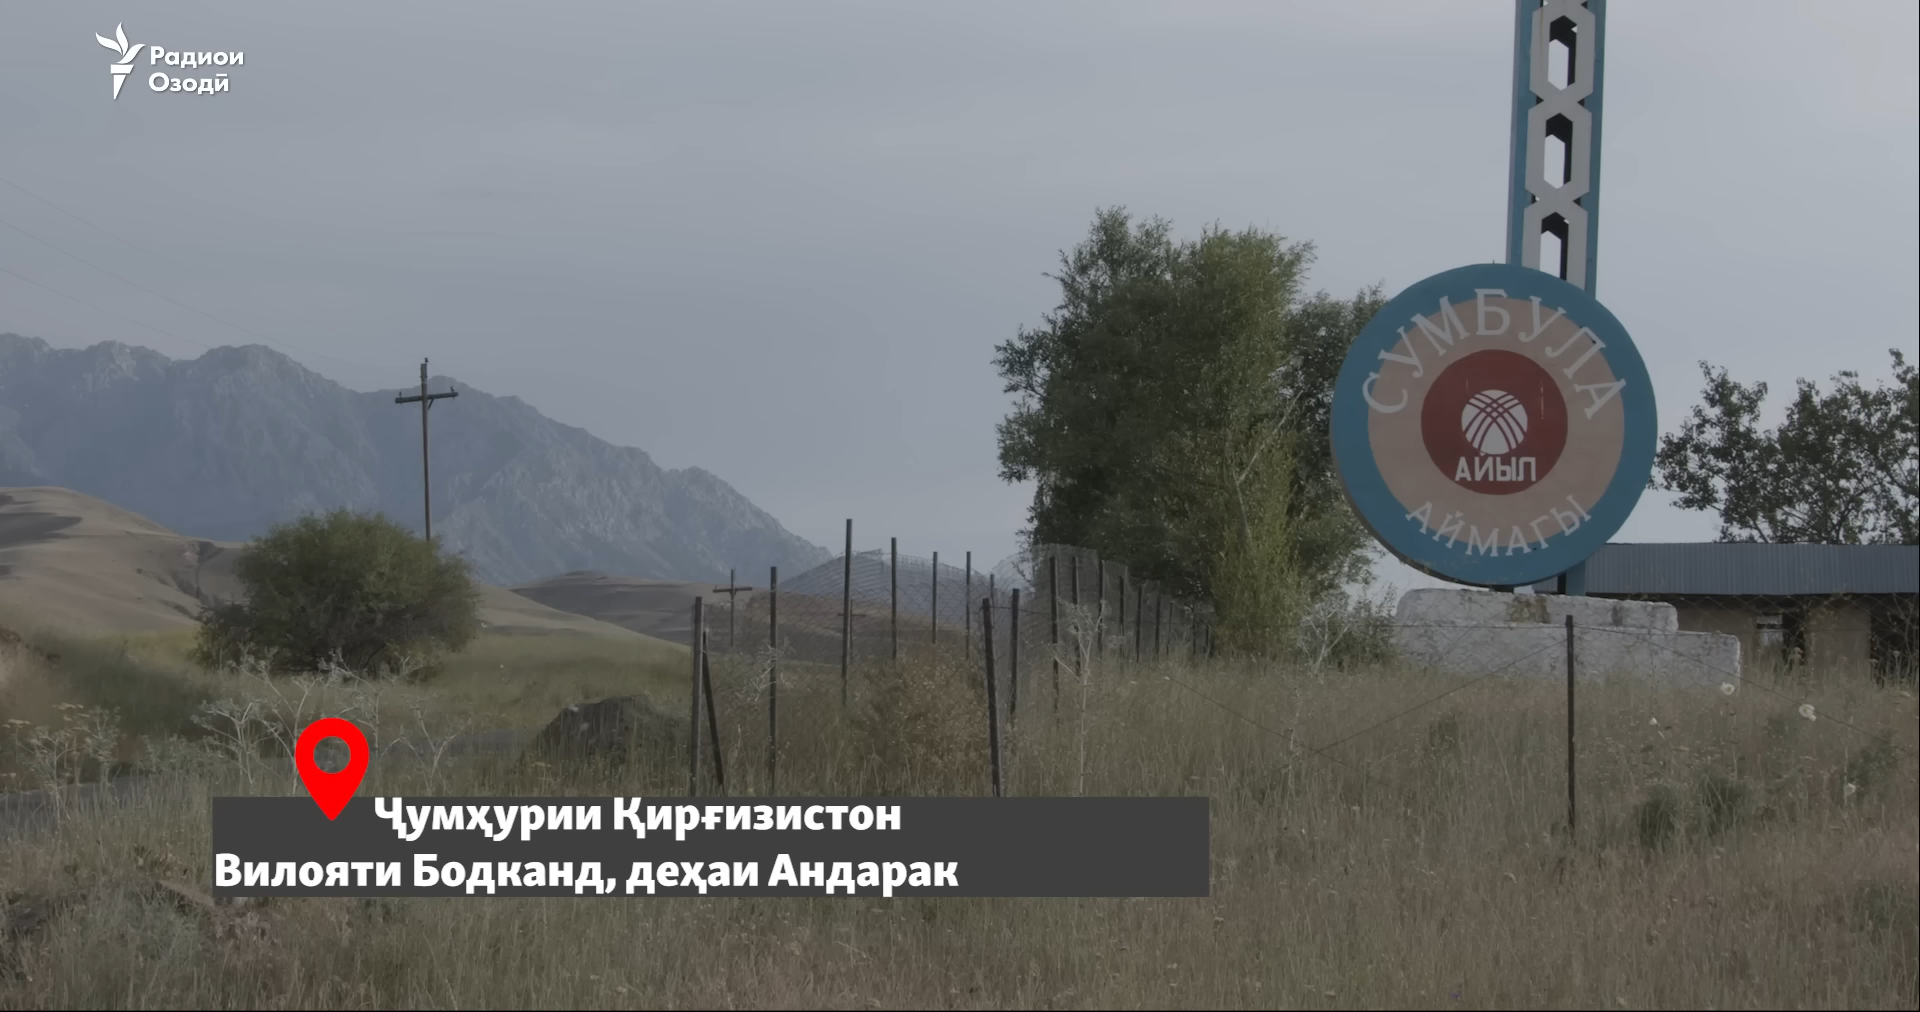 Радиои
Озодӣ
СУМБУЛА
АЙЫЛ
АЙМАГЫ
Ҷумҳурии Қирғизистон
Вилояти Бодканд, деҳаи Андарак